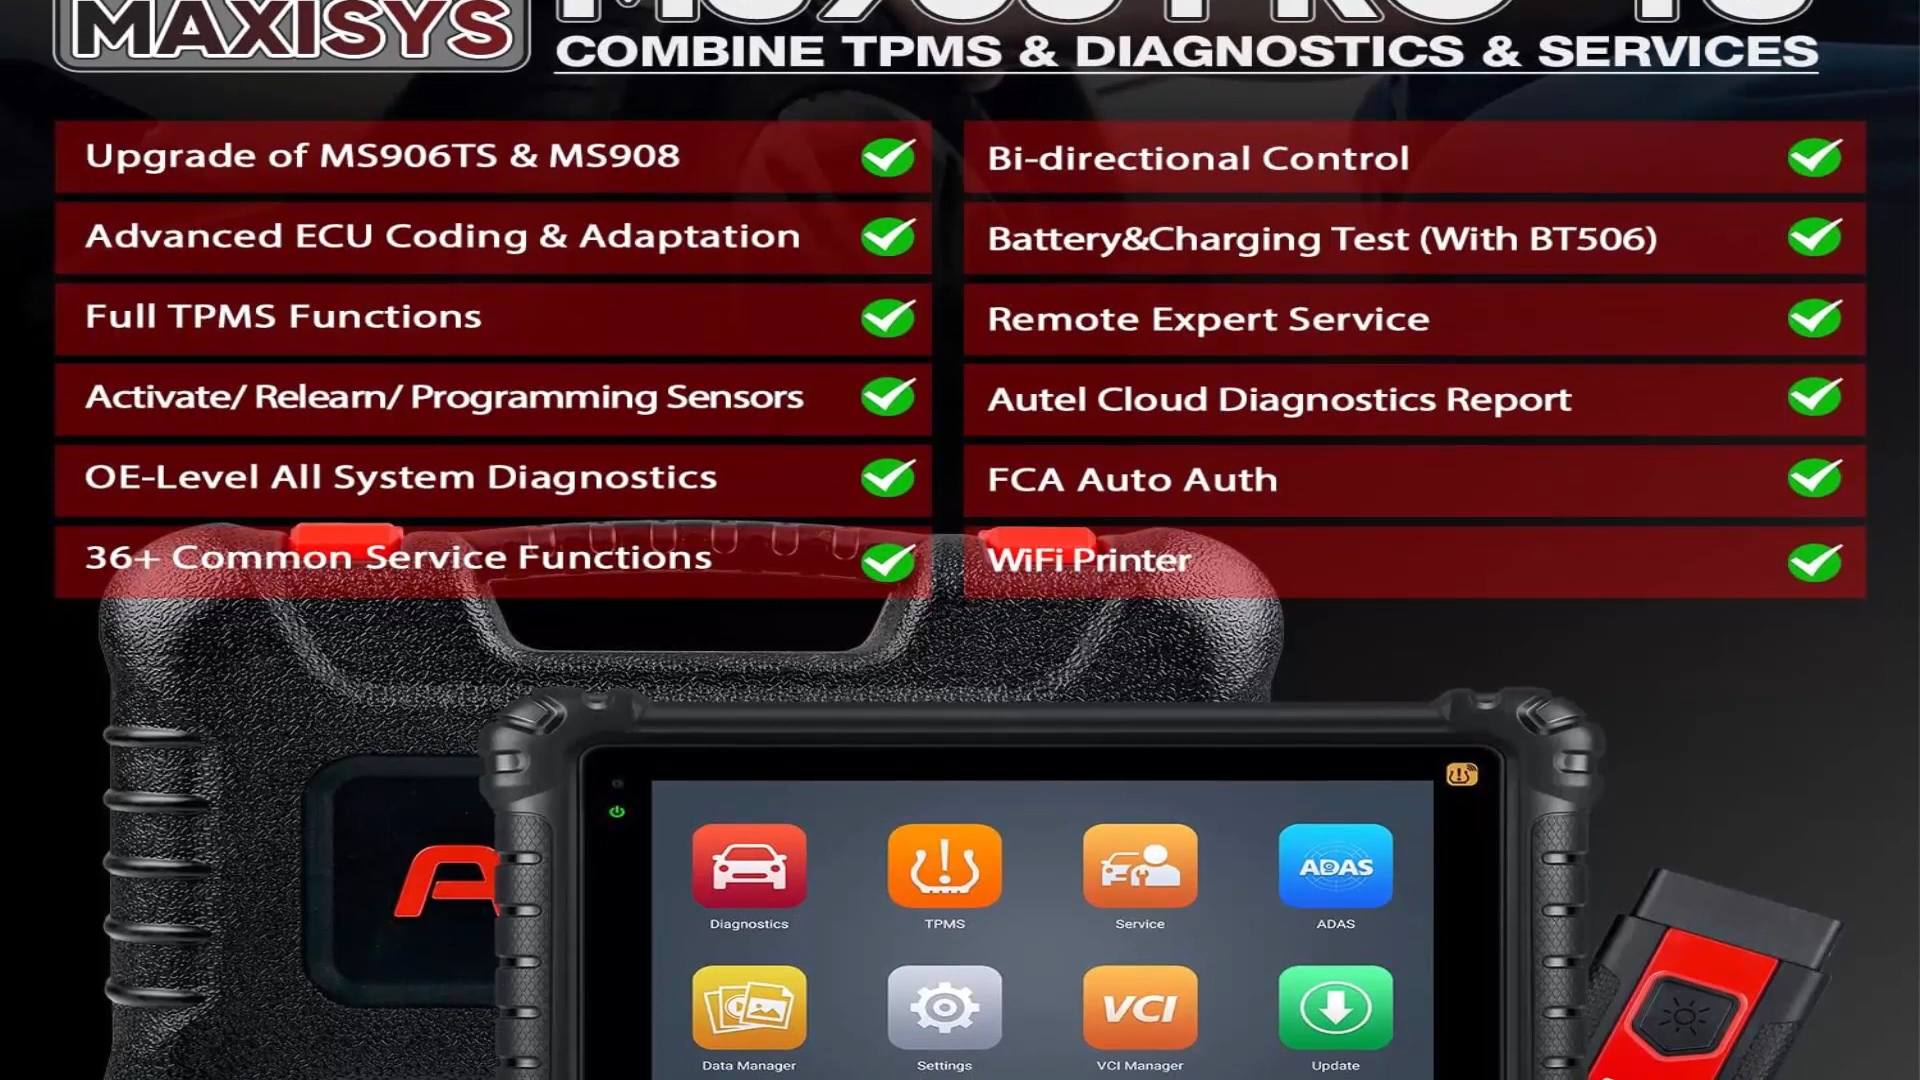 MAXISYS
COMBINE TPMS & DIAGNOSTICS & SERVICES
Upgrade of MS906TS & MS908
Advanced ECU Coding & Adaptation
Full TPMS Functions
Activate/ Relearn/ Programming Sensors
OE-Level All System Diagnostics
36+ Common Service Functions
Bi-directional Control
Battery&Charging Test (With BT506)
Remote Expert Service
Autel Cloud Diagnostics Report
FCA Auto Auth
WiFi Printer
ADAS
Diagnostics
TPMS
Service
ADAS
VCI
Data Manager
Settings
VCI Manager
Update